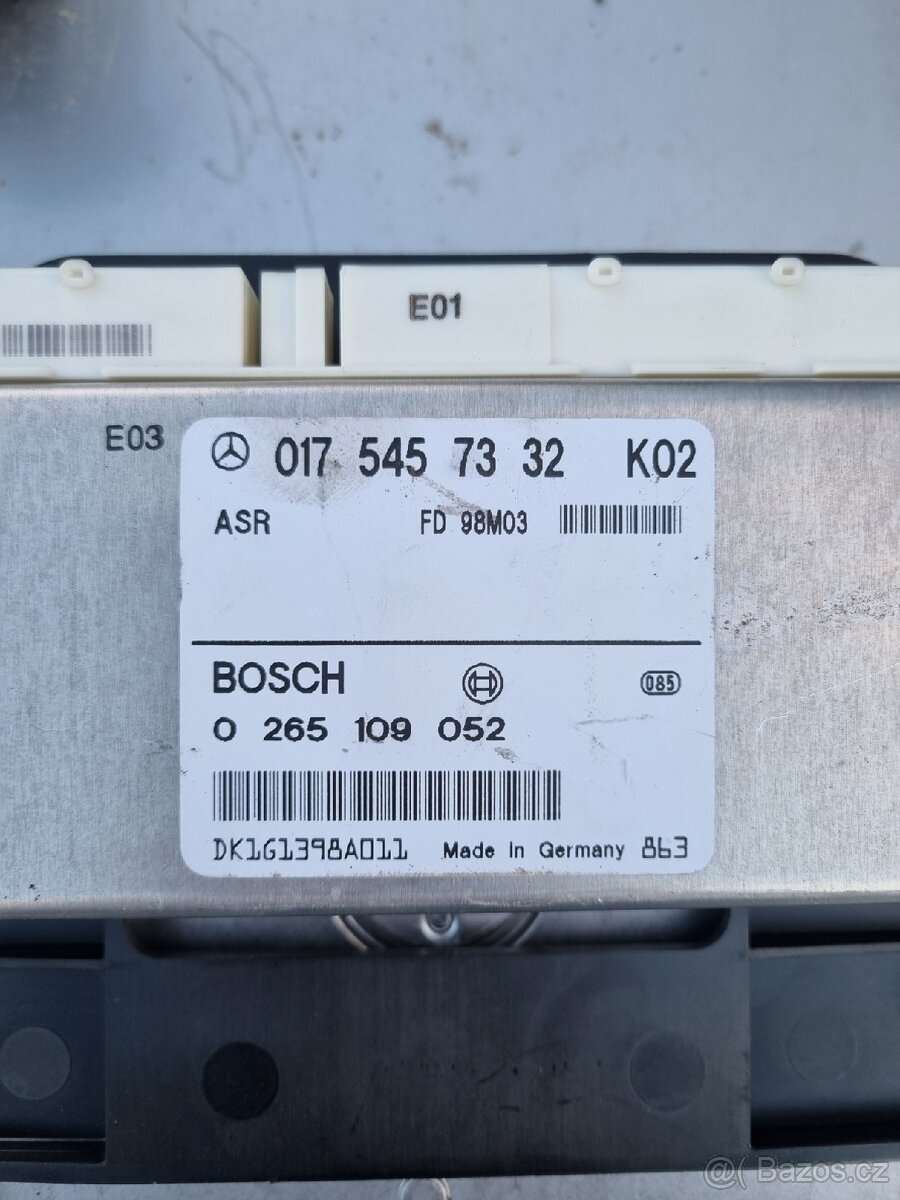 E01
E03
017 545 73 32 K02
ASR FD 98M03
BOSCH 085
0 265 109 052
DK161398A011 Made In Germany 863
@ Bazos.cz